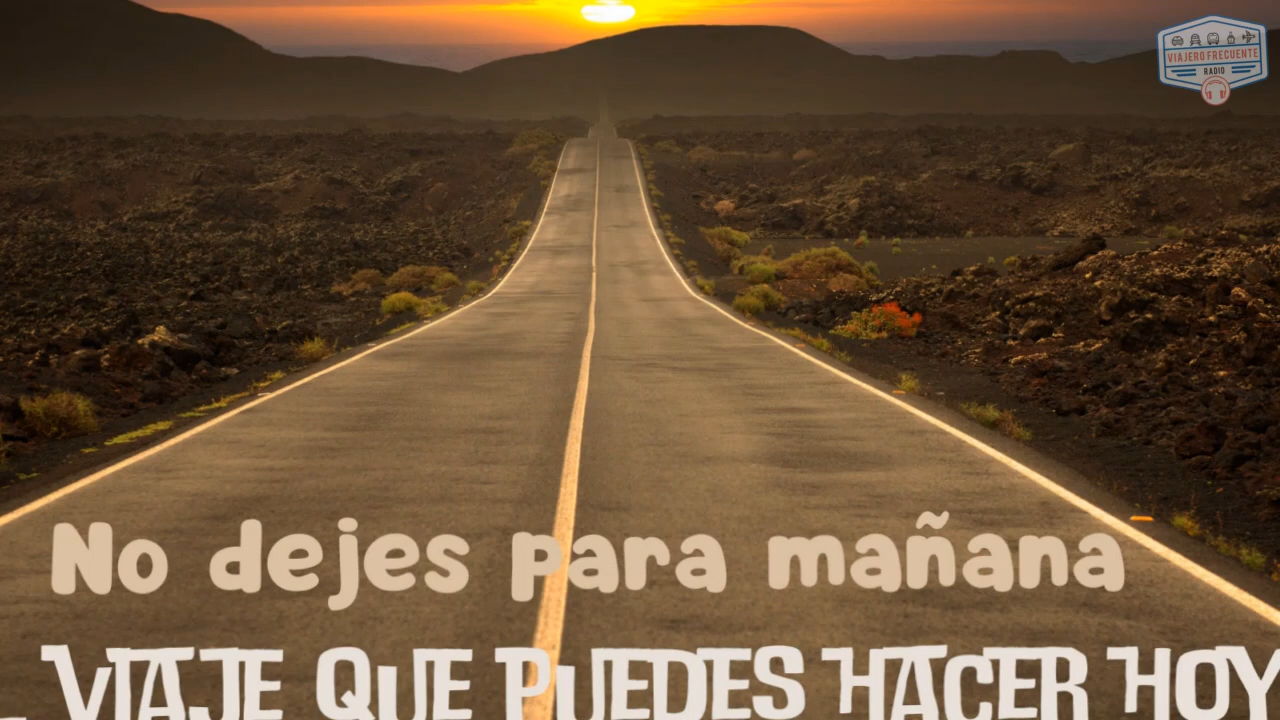 VIAJERO FRECUENTE
RADIO
No dejes para mañana
VIAJE QUE PUEDES HACER HOY